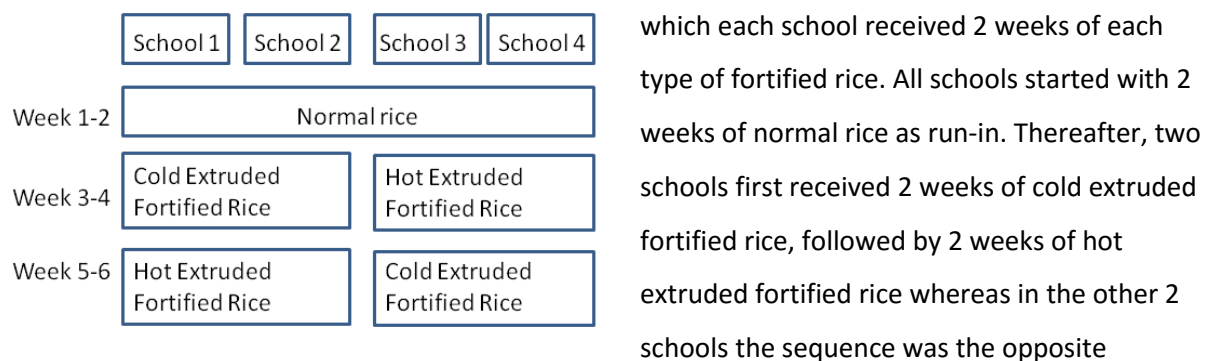 School 1 School 2 School 3 School 4
Week 1-2 Normal rice
Week 3-4
Cold Extruded
Fortified Rice
Hot Extruded
Fortified Rice
Week 5-6
Hot Extruded
Fortified Rice
Cold Extruded
Fortified Rice
which each school received 2 weeks of each
type of fortified rice. All schools started with 2
weeks of normal rice as run-in. Thereafter, two
schools first received 2 weeks of cold extruded
fortified rice, followed by 2 weeks of hot
extruded fortified rice whereas in the other 2
schools the sequence was the opposite